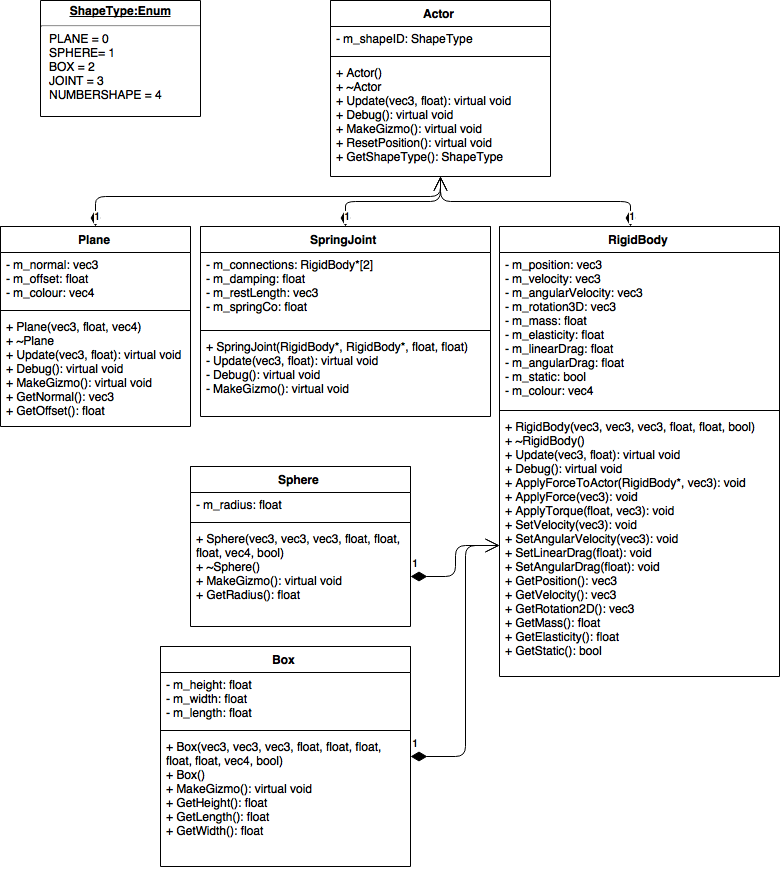 ShapeType:Enum
PLANE = 0
SPHERE= 1
BOX = 2
JOINT = 3
NUMBERSHAPE = 4
Actor
- m_shapeID: ShapeType
+ Actor()
+ ~Actor
+ Update(vec3, float): virtual void
+ Debug(): virtual void
+ MakeGizmo(): virtual void
+ ResetPosition(): virtual void
+ GetShapeType(): ShapeType
1
1
1
Plane
- m_normal: vec3
- m_offset: float
- m_colour: vec4
+ Plane(vec3, float, vec4)
+ ~Plane
+ Update(vec3, float): virtual void
+ Debug(): virtual void
+ MakeGizmo(): virtual void
+ GetNormal(): vec3
+ GetOffset(): float
SpringJoint
- m_connections: RigidBody*[2]
- m_damping: float
- m_restLength: vec3
- m_springCo: float
+ SpringJoint(RigidBody*, RigidBody*, float, float)
- Update(vec3, float): virtual void
- Debug(): virtual void
- MakeGizmo(): virtual void
RigidBody
- m_position: vec3
- m_velocity: vec3
- m_angularVelocity: vec3
- m_rotation3D: vec3
- m_mass: float
- m_elasticity: float
- m_linearDrag: float
- m_angularDrag: float
- m_static: bool
- m_colour: vec4
+ RigidBody(vec3, vec3, vec3, float, float, bool)
+ ~RigidBody()
+ Update(vec3, float): virtual void
+ Debug(): virtual void
+ ApplyForceToActor(RigidBody*, vec3): void
+ ApplyForce(vec3): void
+ ApplyTorque(float, vec3): void
+ SetVelocity(vec3): void
+ SetAngularVelocity(vec3): void
+ SetLinearDrag(float): void
+ SetAngularDrag(float): void
+ GetPosition(): vec3
+ GetVelocity(): vec3
+ GetRotation2D(): vec3
+ GetMass(): float
+ GetElasticity(): float
+ GetStatic(): bool
Sphere
- m_radius: float
+ Sphere(vec3, vec3, vec3, float, float,
float, vec4, bool)
+ ~Sphere()
+ MakeGizmo(): virtual void
+ GetRadius(): float
1
Box
- m_height: float
- m_width: float
- m_length: float
+ Box(vec3, vec3, vec3, float, float, float,
float, float, vec4, bool)
+ Box()
+ MakeGizmo(): virtual void
+ GetHeight(): float
+ GetLength(): float
+ GetWidth(): float
1